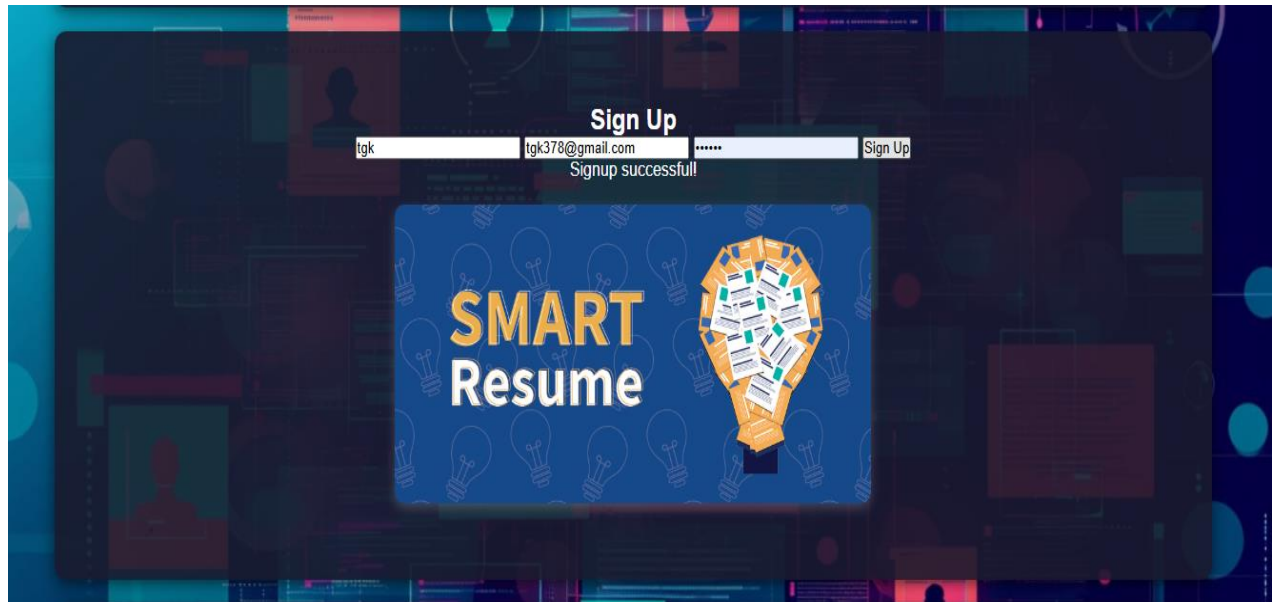 Sign Up
tgk tgk378@gmail.com •••••• Sign Up
Signup successful!
SMART
Resume